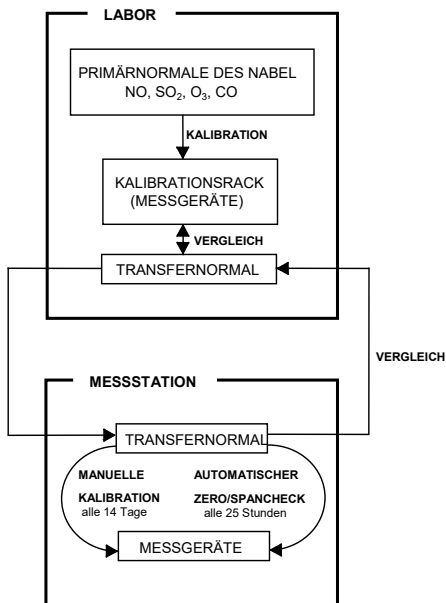 LABOR
PRIMÄRNORMALE DES NABEL
NO, SO₂, O₃, CO
KALIBRATION
KALIBRATIONSRACK
(MESSGERÄTE)
VERGLEICH
TRANSFERNORMAL
VERGLEICH
MESSSTATION
TRANSFERNORMAL
MANUELLE
KALIBRATION
alle 14 Tage
AUTOMATISCHER
ZERO/SPANCHECK
alle 25 Stunden
MESSGERÄTE